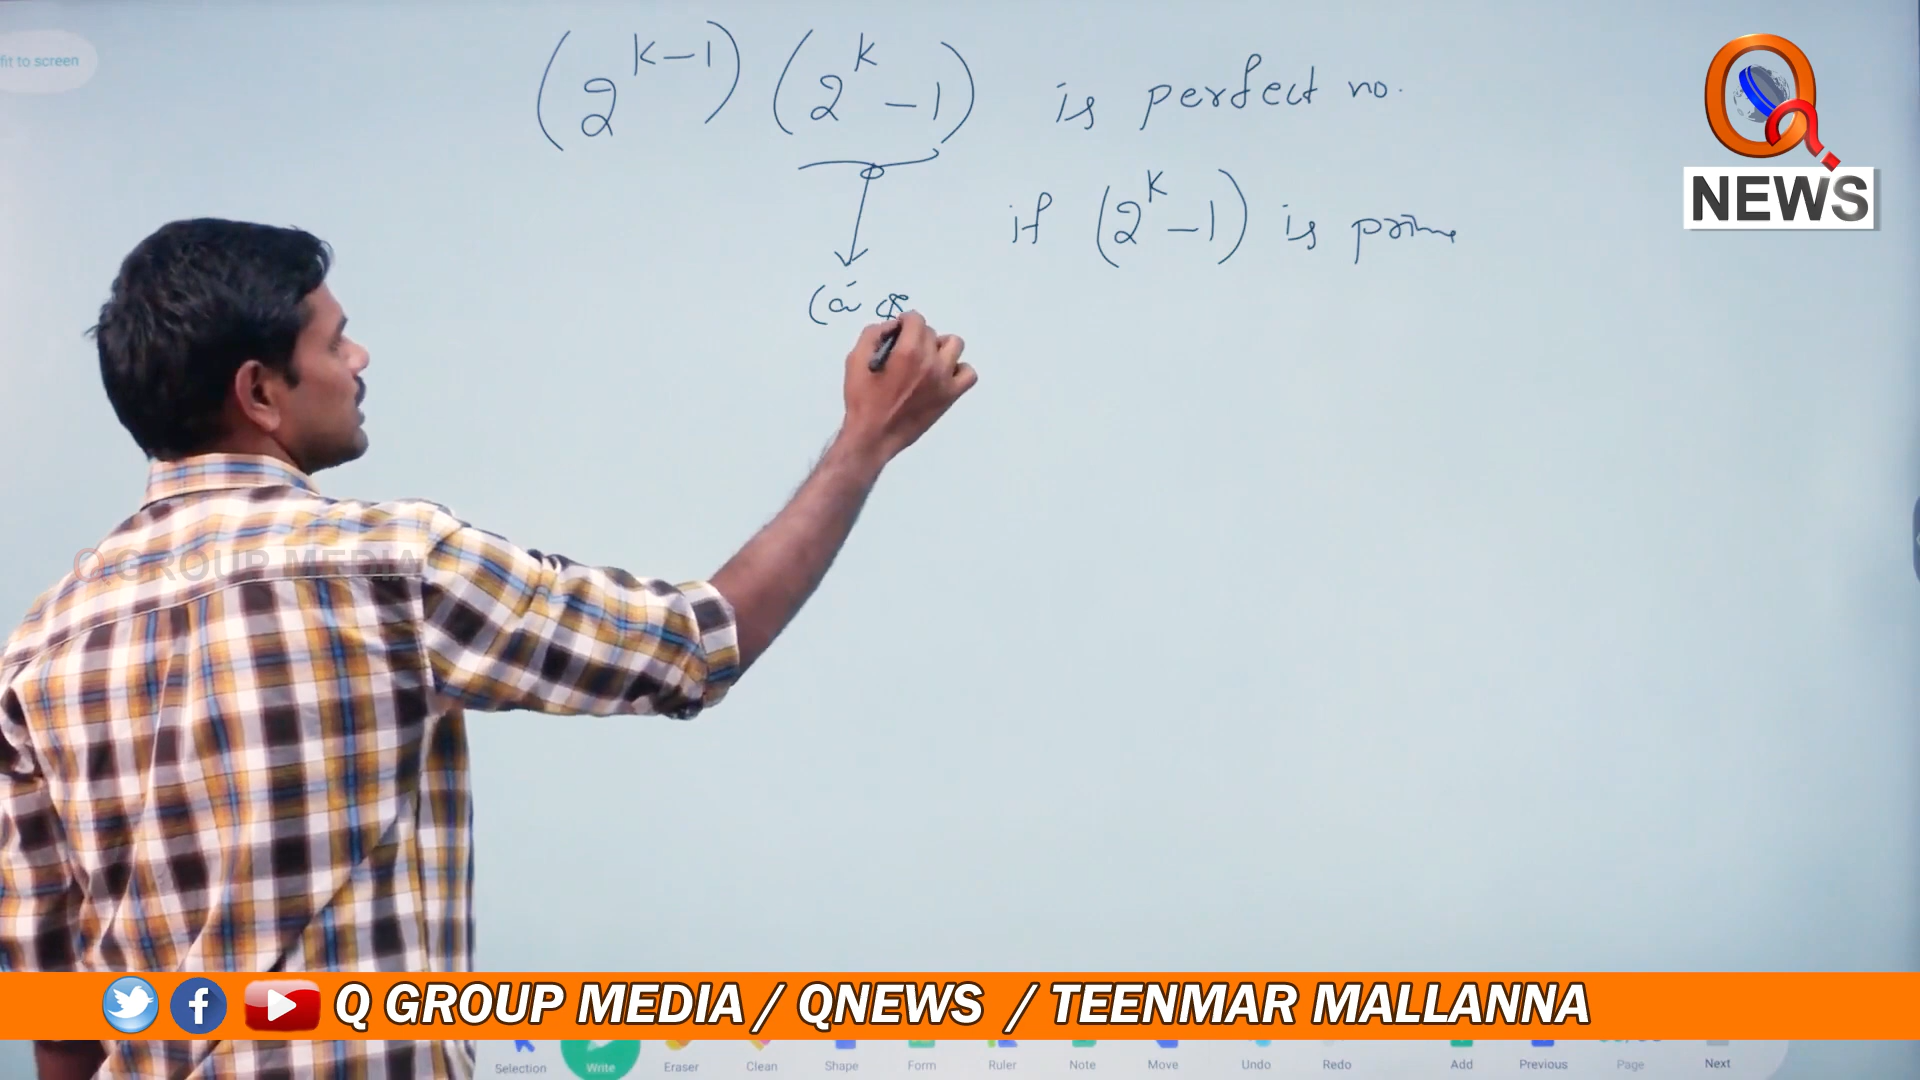 fit to screen
(2^{k-1}) (2^k - 1) is perfect no.
if (2^k - 1) is prime
Q
NEWS
Q GROUP MEDIA
Q GROUP MEDIA / QNEWS / TEENMAR MALLANNA
Selection Write Eraser Clean Shape Form Ruler Note Move Undo Redo Add Previous Page Next